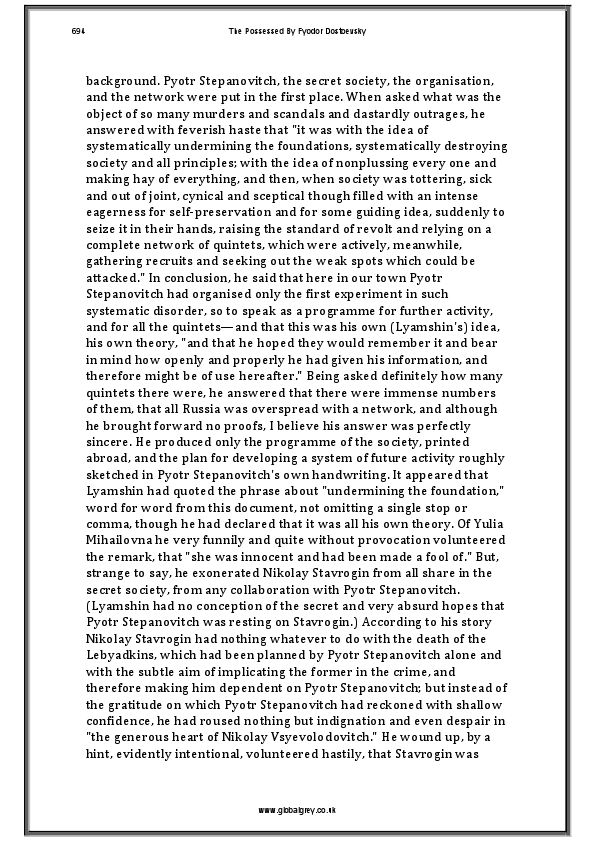 694
The Possessed By Fyodor Dostoevsky
background. Pyotr Stepanovitch, the secret society, the organisation,
and the network were put in the first place. When asked what was the
object of so many murders and scandals and dastardly outrages, he
answered with feverish haste that "it was with the idea of
systematically undermining the foundations, systematically destroying
society and all principles; with the idea of nonplussing every one and
making hay of everything, and then, when society was tottering, sick
and out of joint, cynical and sceptical though filled with an intense
eagerness for self-preservation and for some guiding idea, suddenly to
seize it in their hands, raising the standard of revolt and relying on a
complete network of quintets, which were actively, meanwhile,
gathering recruits and seeking out the weak spots which could be
attacked." In conclusion, he said that here in our town Pyotr
Stepanovitch had organised only the first experiment in such
systematic disorder, so to speak as a programme for further activity,
and for all the quintets—and that this was his own (Lyamshin's) idea,
his own theory, "and that he hoped they would remember it and bear
in mind how openly and properly he had given his information, and
therefore might be of use hereafter." Being asked definitely how many
quintets there were, he answered that there were immense numbers
of them, that all Russia was overspread with a network, and although
he brought forward no proofs, I believe his answer was perfectly
sincere. He produced only the programme of the society, printed
abroad, and the plan for developing a system of future activity roughly
sketched in Pyotr Stepanovitch's own handwriting. It appeared that
Lyamshin had quoted the phrase about "undermining the foundation,"
word for word from this document, not omitting a single stop or
comma, though he had declared that it was all his own theory. Of Yulia
Mihailovna he very funnily and quite without provocation volunteered
the remark, that "she was innocent and had been made a fool of." But,
strange to say, he exonerated Nikolay Stavrogin from all share in the
secret society, from any collaboration with Pyotr Stepanovitch.
(Lyamshin had no conception of the secret and very absurd hopes that
Pyotr Stepanovitch was resting on Stavrogin.) According to his story
Nikolay Stavrogin had nothing whatever to do with the death of the
Lebyadkins, which had been planned by Pyotr Stepanovitch alone and
with the subtle aim of implicating the former in the crime, and
therefore making him dependent on Pyotr Stepanovitch; but instead of
the gratitude on which Pyotr Stepanovitch had reckoned with shallow
confidence, he had roused nothing but indignation and even despair in
"the generous heart of Nikolay Vsyevolodovitch." He wound up, by a
hint, evidently intentional, volunteered hastily, that Stavrogin was
www.globalgrey.co.uk